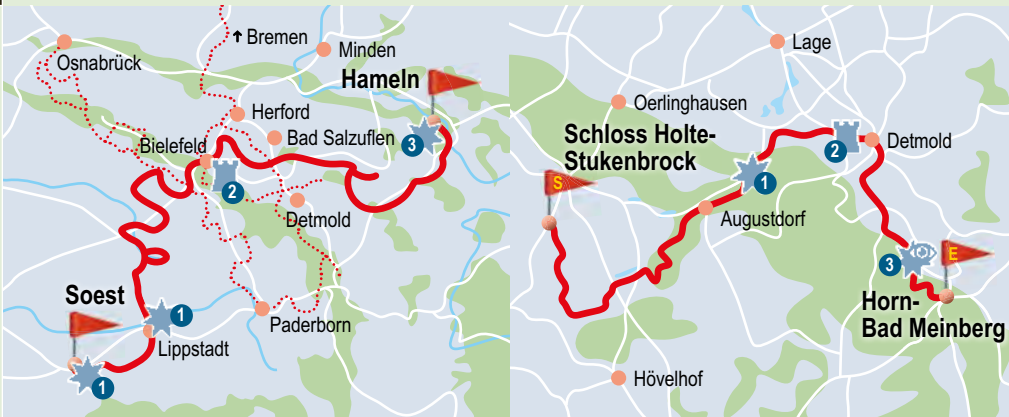 Bremen
Minden
Osnabrück
Hameln
Herford
3
Bad Salzuflen
Bielefeld
2
Detmold
Soest
1
Paderborn
Lippstadt
1
Lage
Oerlinghausen
Schloss Holte-
Stukenbrock
2
Detmold
S
1
Augustdorf
3
E
Horn-
Bad Meinberg
Hövelhof